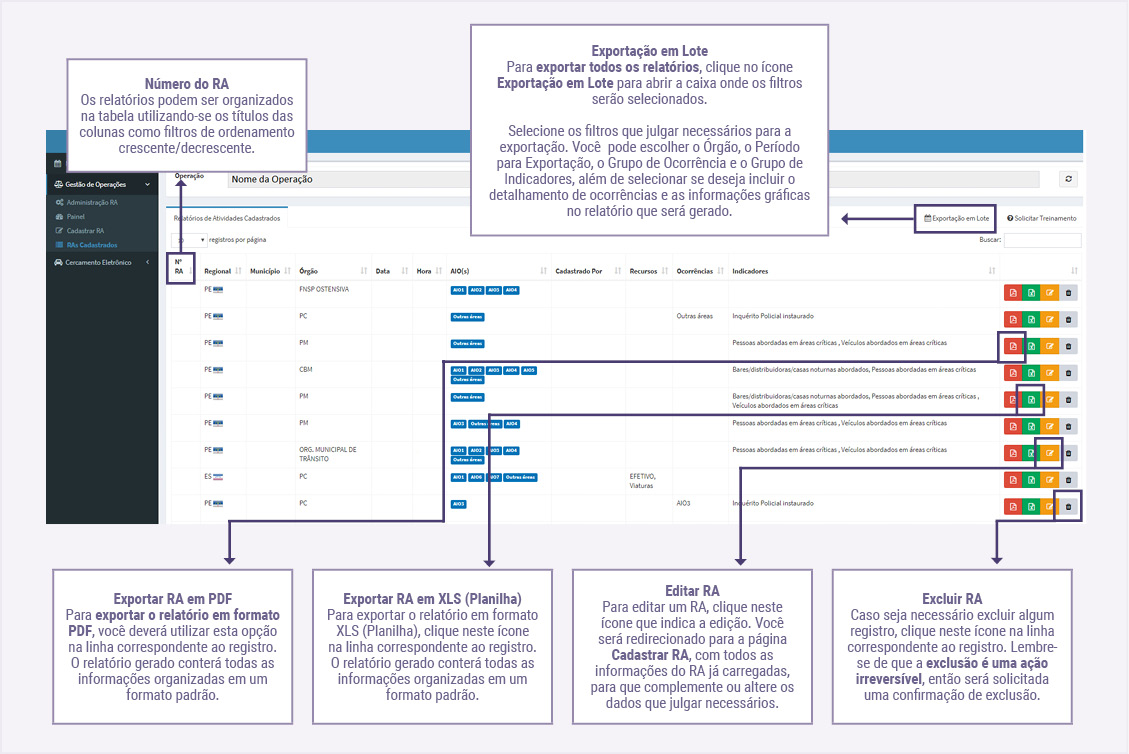 Número do RA
Os relatórios podem ser organizados
na tabela utilizando-se os títulos das
colunas como filtros de ordenamento
crescente/decrescente.
Exportação em Lote
Para exportar todos os relatórios, clique no ícone
Exportação em Lote para abrir a caixa onde os filtros
serão selecionados.
Selecione os filtros que julgar necessários para a
exportação. Você pode escolher o Órgão, o Período
para Exportação, o Grupo de Ocorrência e o Grupo de
Indicadores, além de selecionar se deseja incluir o
detalhamento de ocorrências e as informações gráficas
no relatório que será gerado.
Gestão de Operações
Administração RA
Painel
Cadastrar RA
RAs Cadastrados
Cercamento Eletrônico
Operação
Nome da Operação
Relatórios de Atividades Cadastrados
Exportação em Lote
Solicitar Treinamento
registros por página
Buscar:
Nº RA Regional Município Órgão Data Hora AIO(s) Cadastrado Por Recursos Ocorrências Indicadores
PE FNSP OSTENSIVA AIO1 AIO2 AIO3 AIO4
PE PC Outras áreas Outras áreas Inquérito Policial instaurado
PE PM Outras áreas Pessoas abordadas em áreas críticas , Veículos abordados em áreas críticas
PE CBM AIO1 AIO2 AIO3 AIO4 AIO5 Bares/distribuidoras/casas noturnas abordados, Pessoas abordadas em áreas críticas
Outras áreas
PE PM Outras áreas Bares/distribuidoras/casas noturnas abordados, Pessoas abordadas em áreas críticas ,
Veículos abordados em áreas críticas
PE PM AIO3 Outras áreas AIO4 Pessoas abordadas em áreas críticas , Veículos abordados em áreas críticas
PE ORG. MUNICIPAL DE AIO1 AIO2 AIO3 AIO4 Pessoas abordadas em áreas críticas , Veículos abordados em áreas críticas
TRÂNSITO Outras áreas
ES PC AIO1 AIO6 AIO7 Outras áreas EFETIVO,
Viaturas
PE PC AIO3 AIO3 Inquérito Policial instaurado
Exportar RA em PDF
Para exportar o relatório em formato
PDF, você deverá utilizar esta opção
na linha correspondente ao registro.
O relatório gerado conterá todas as
informações organizadas em um
formato padrão.
Exportar RA em XLS (Planilha)
Para exportar o relatório em formato
XLS (Planilha), clique neste ícone
na linha correspondente ao registro.
O relatório gerado conterá todas as
informações organizadas em um
formato padrão.
Editar RA
Para editar um RA, clique neste
ícone que indica a edição. Você
será redirecionado para a página
Cadastrar RA, com todos as
informações do RA já carregadas,
para que complemente ou altere os
dados que julgar necessários.
Excluir RA
Caso seja necessário excluir algum
registro, clique neste ícone na linha
correspondente ao registro. Lembre-
se de que a exclusão é uma ação
irreversível, então será solicitada
uma confirmação de exclusão.